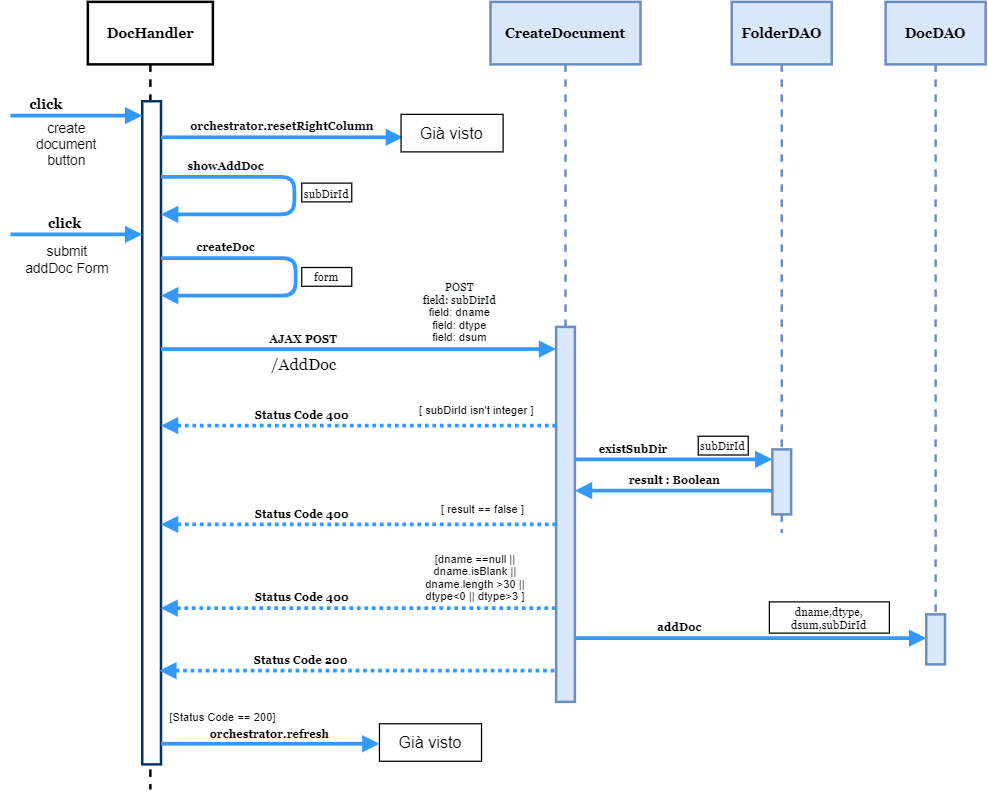 DocHandler
CreateDocument
FolderDAO
DocDAO
click
create
document
button
orchestrator.resetRightColumn
Già visto
showAddDoc
subDirId
click
submit
addDoc Form
createDoc
form
POST
field: subDirId
field: dname
field: dtype
field: dsum
AJAX POST
/AddDoc
Status Code 400
[ subDirId isn't integer ]
existSubDir
subDirId
result : Boolean
Status Code 400
[ result == false ]
[dname ==null ||
dname.isBlank ||
dname.length >30 ||
dtype<0 || dtype>3 ]
Status Code 400
addDoc
dname,dtype,
dsum,subDirId
Status Code 200
[Status Code == 200]
orchestrator.refresh
Già visto